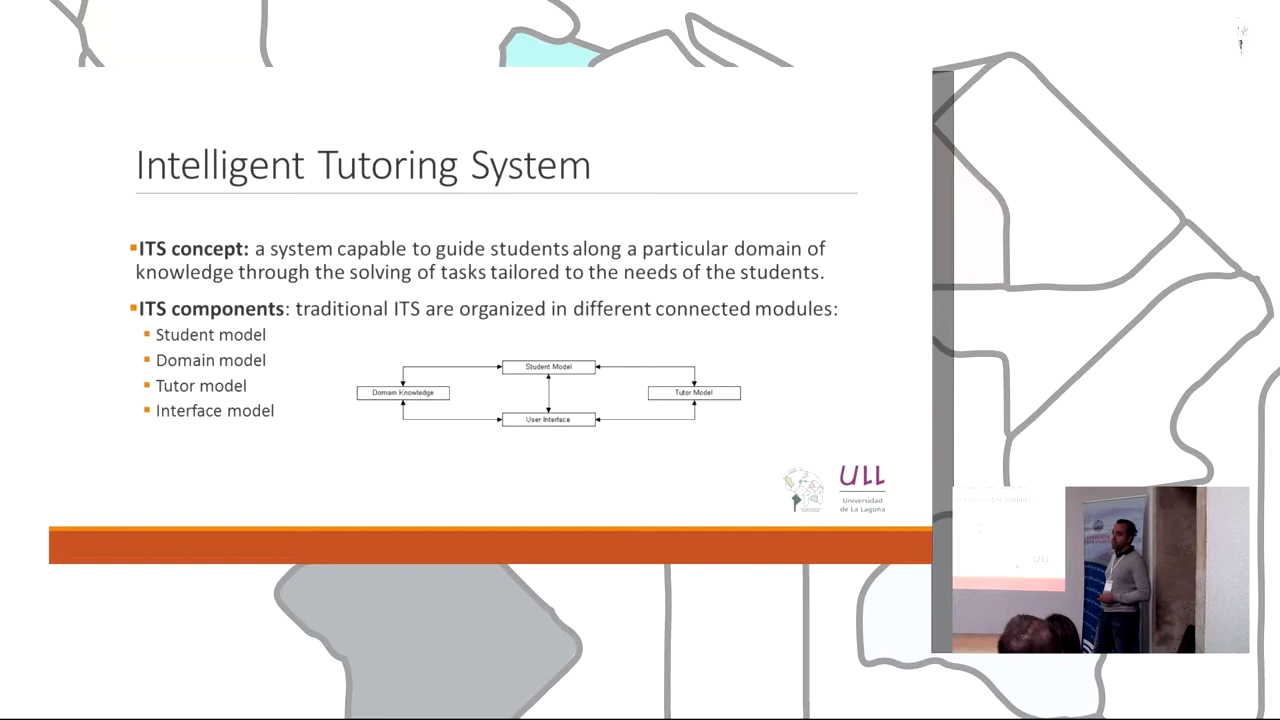 Intelligent Tutoring System
▪ITS concept: a system capable to guide students along a particular domain of
knowledge through the solving of tasks tailored to the needs of the students.
▪ITS components: traditional ITS are organized in different connected modules:
▪ Student model
▪ Domain model
▪ Tutor model
▪ Interface model
Student Model
Domain Knowledge
Tutor Model
User Interface
ULL
Universidad
de La Laguna